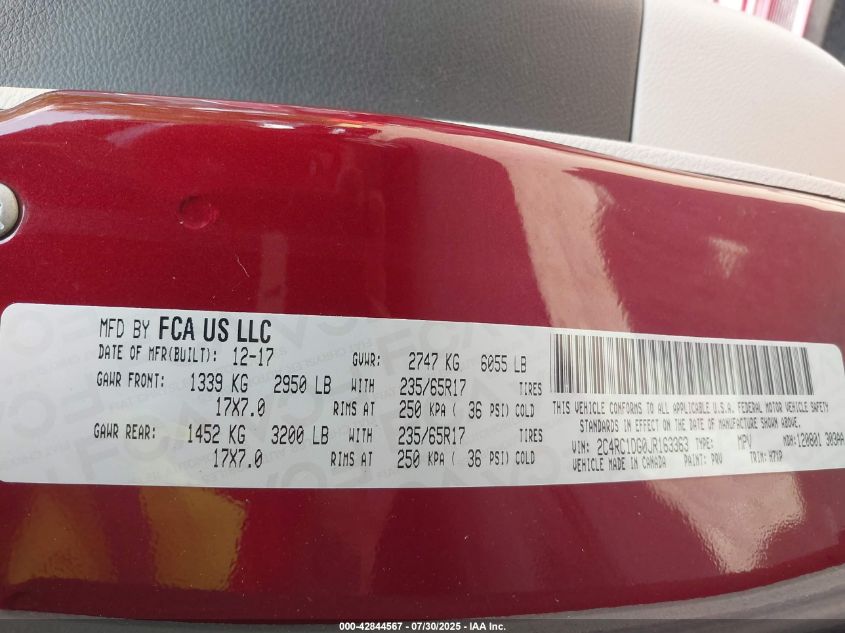 MFD BY FCA US LLC
DATE OF MFR(BUILT): 12-17 GVWR: 2747 KG 6055 LB
GAWR FRONT: 1339 KG 2950 LB WITH 235/65R17 TIRES
17X7.0 RIMS AT 250 KPA ( 36 PSI) COLD
GAWR REAR: 1452 KG 3200 LB WITH 235/65R17 TIRES
17X7.0 RIMS AT 250 KPA ( 36 PSI) COLD
THIS VEHICLE CONFORMS TO ALL APPLICABLE U.S.A. FEDERAL MOTOR VEHICLE SAFETY
STANDARDS IN EFFECT ON THE DATE OF MANUFACTURE SHOWN ABOVE.
VIN: 2C4RC1DG0JR163363 TYPE: MPV MDH: 120801 303AA
VEHICLE MADE IN CANADA PAINT: PRV TRIM: H7XP
000-42844567 / 07/30/2025 - IAA Inc.